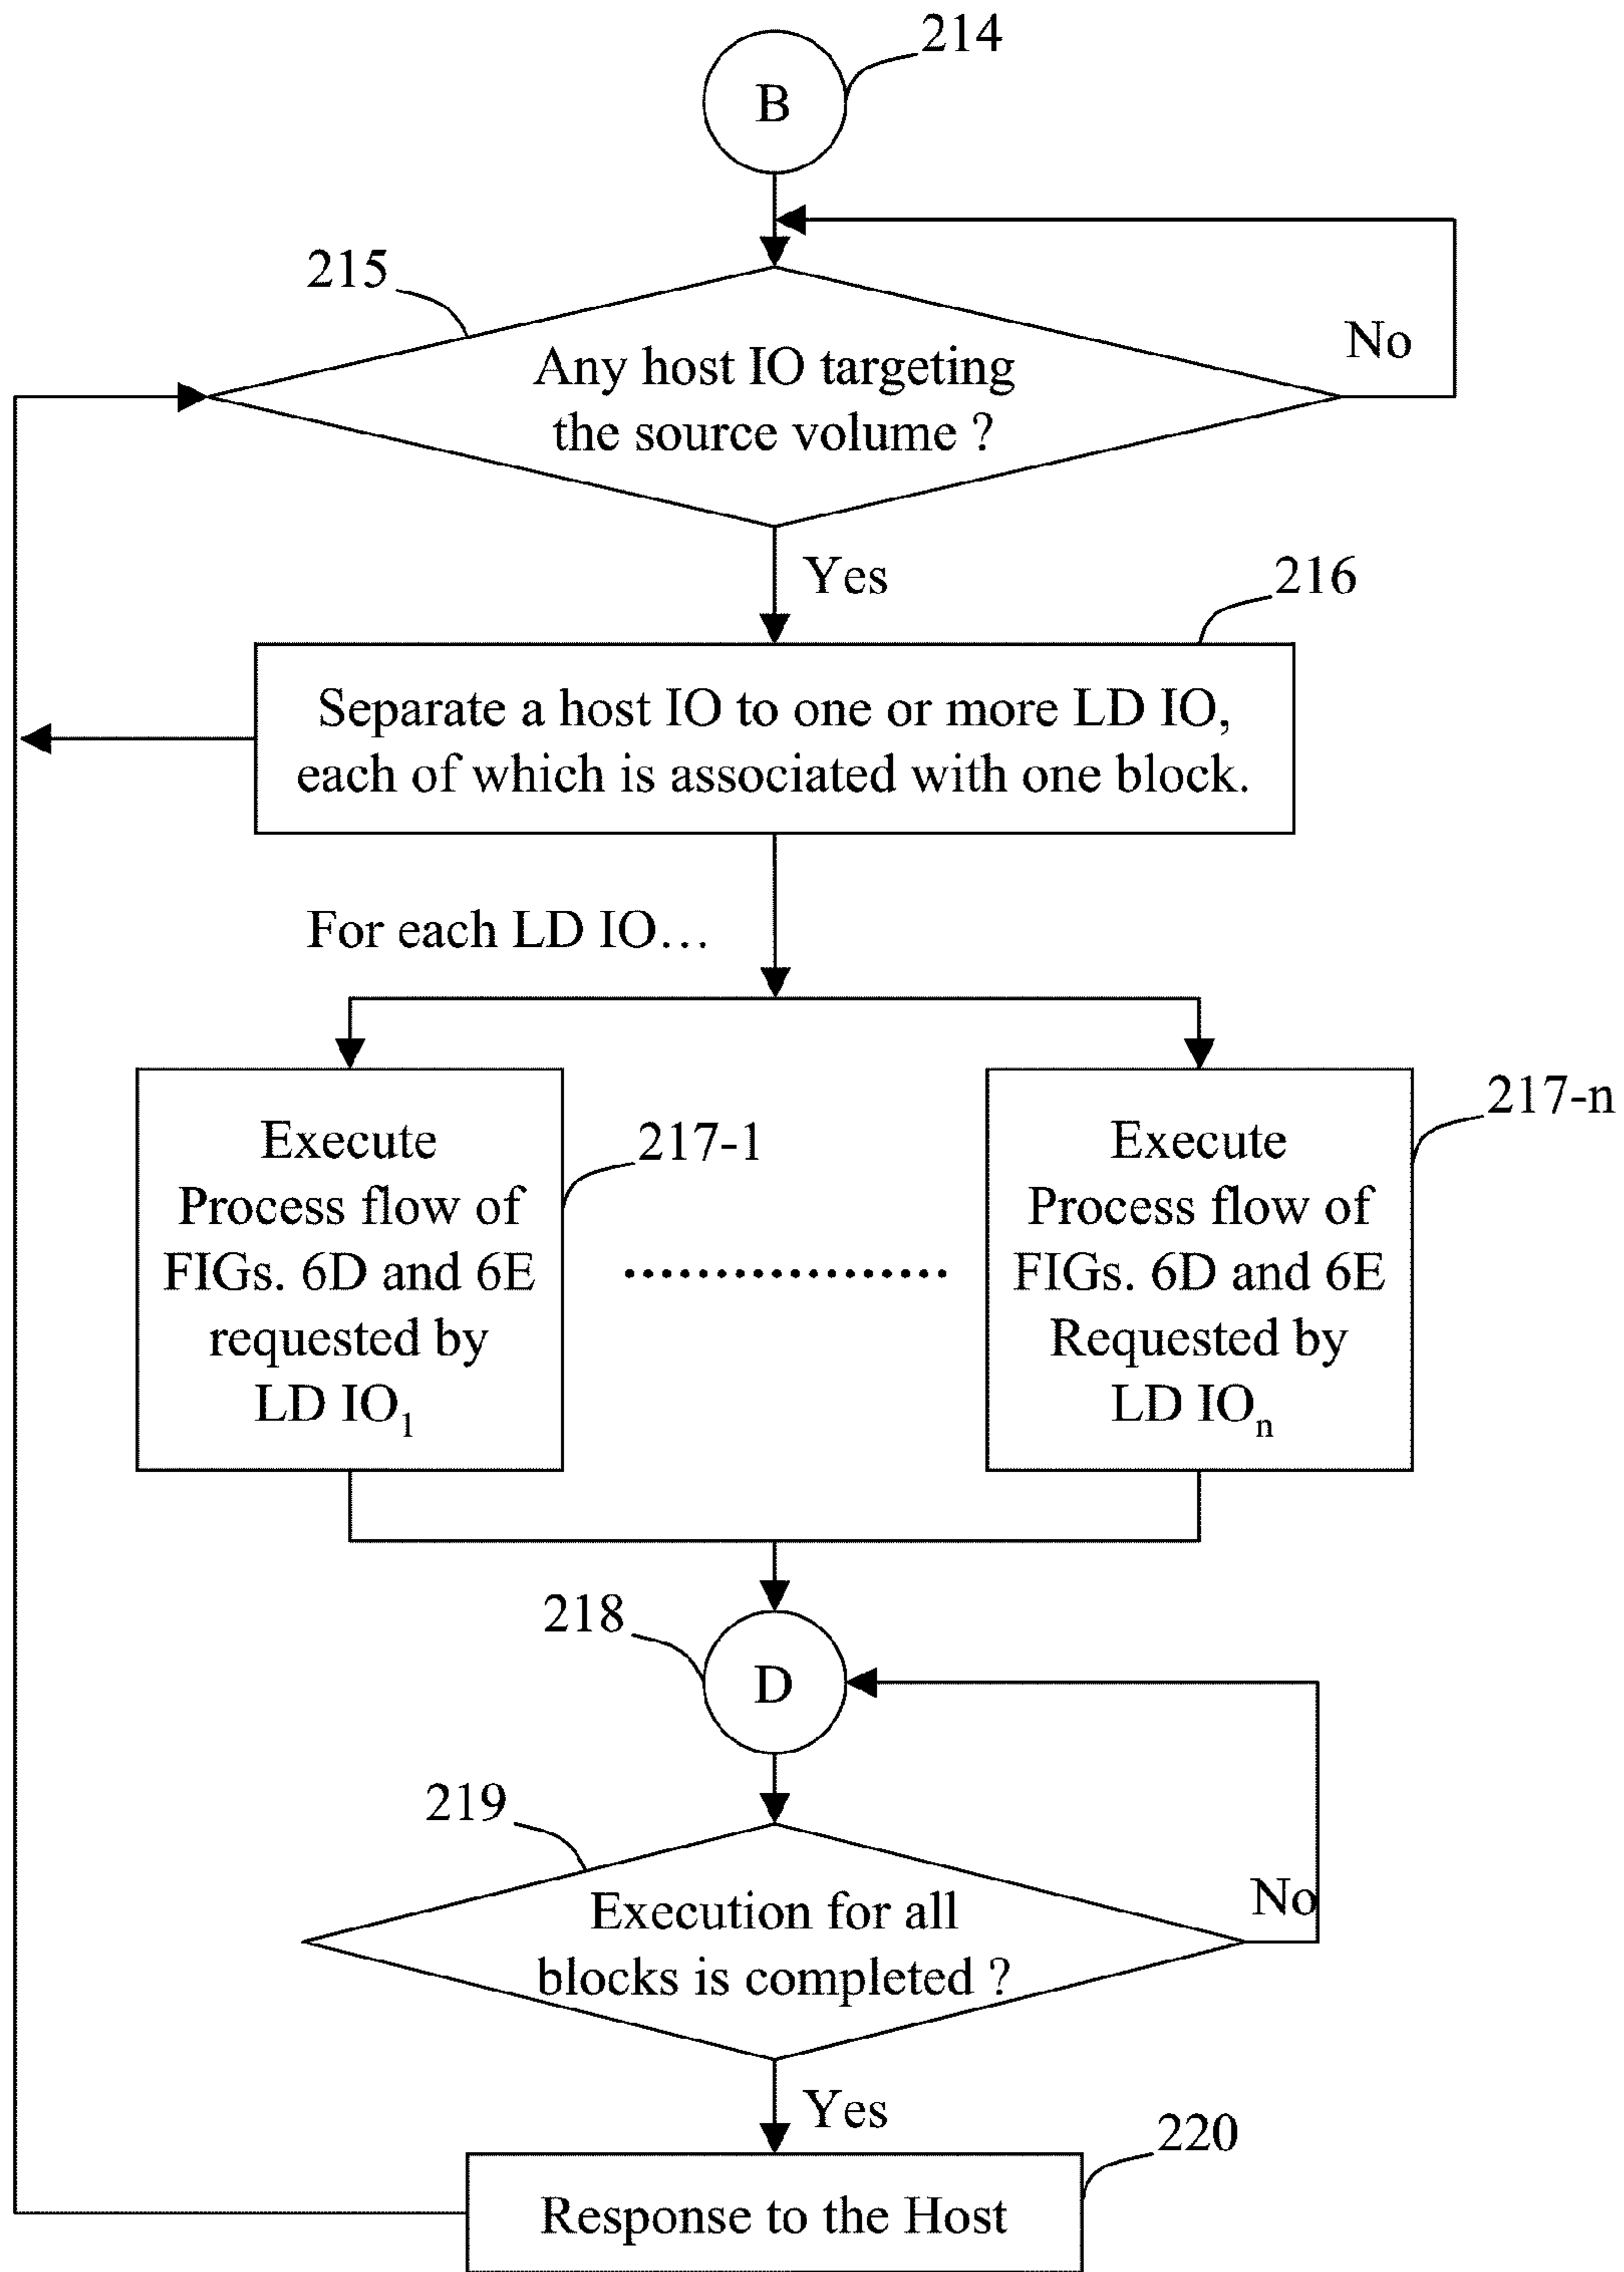 214
B
215
No
Any host IO targeting
the source volume ?
Yes
216
Separate a host IO to one or more LD IO,
each of which is associated with one block.
For each LD IO…
217-1
217-n
Execute
Process flow of
FIGs. 6D and 6E
requested by
LD IO₁
..................
Execute
Process flow of
FIGs. 6D and 6E
Requested by
LD IOₙ
218
D
219
No
Execution for all
blocks is completed ?
Yes
220
Response to the Host